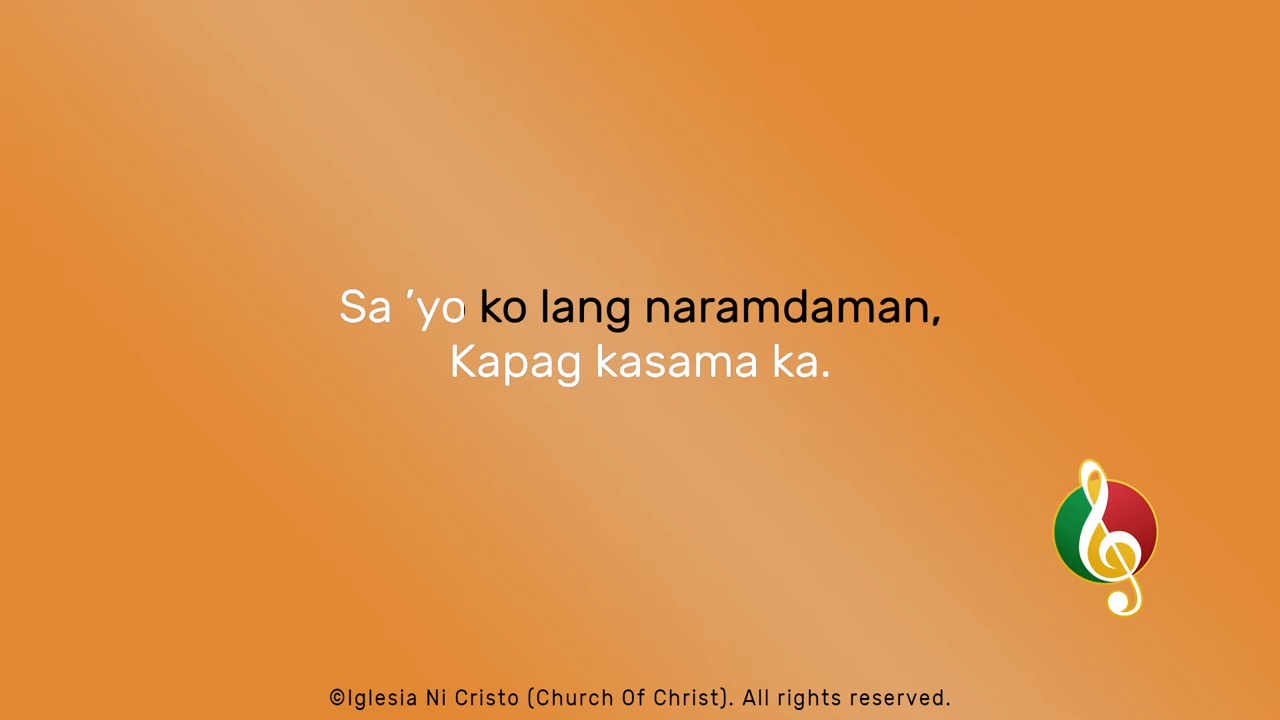 Sa ’yo ko lang naramdaman,
Kapag kasama ka.
©Iglesia Ni Cristo (Church Of Christ). All rights reserved.